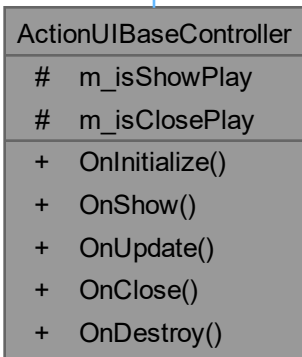 ActionUIBaseController
# m_isShowPlay
# m_isClosePlay
+ OnInitialize()
+ OnShow()
+ OnUpdate()
+ OnClose()
+ OnDestroy()